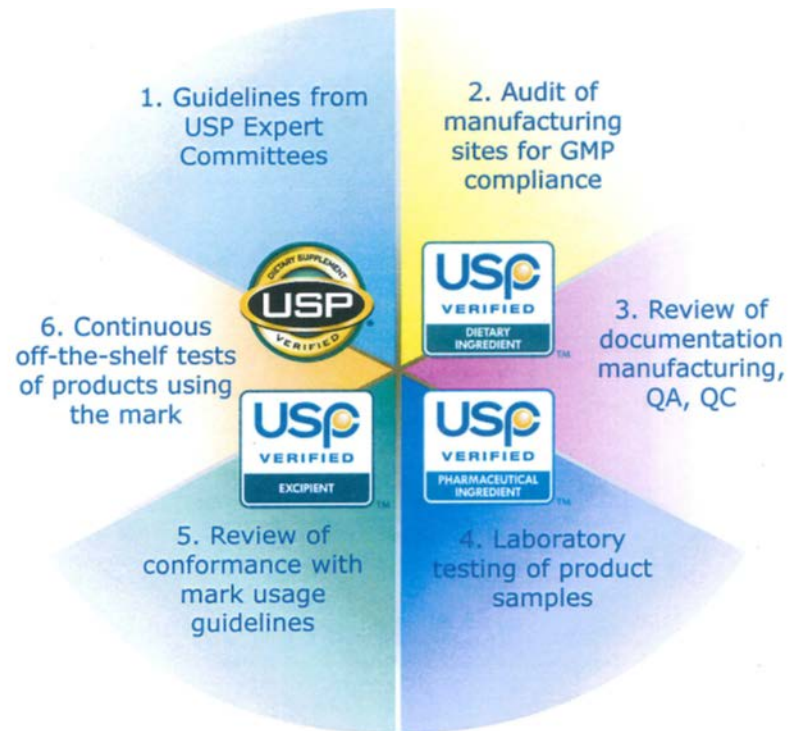 1. Guidelines from
USP Expert
Committees
2. Audit of
manufacturing
sites for GMP
compliance
3. Review of
documentation
manufacturing,
QA, QC
4. Laboratory
testing of product
samples
5. Review of
conformance with
mark usage
guidelines
6. Continuous
off-the-shelf tests
of products using
the mark
DIETARY SUPPLEMENT
USP
VERIFIED
®
USP
VERIFIED
DIETARY
INGREDIENT
™
USP
VERIFIED
EXCIPIENT
™
USP
VERIFIED
PHARMACEUTICAL
INGREDIENT
™